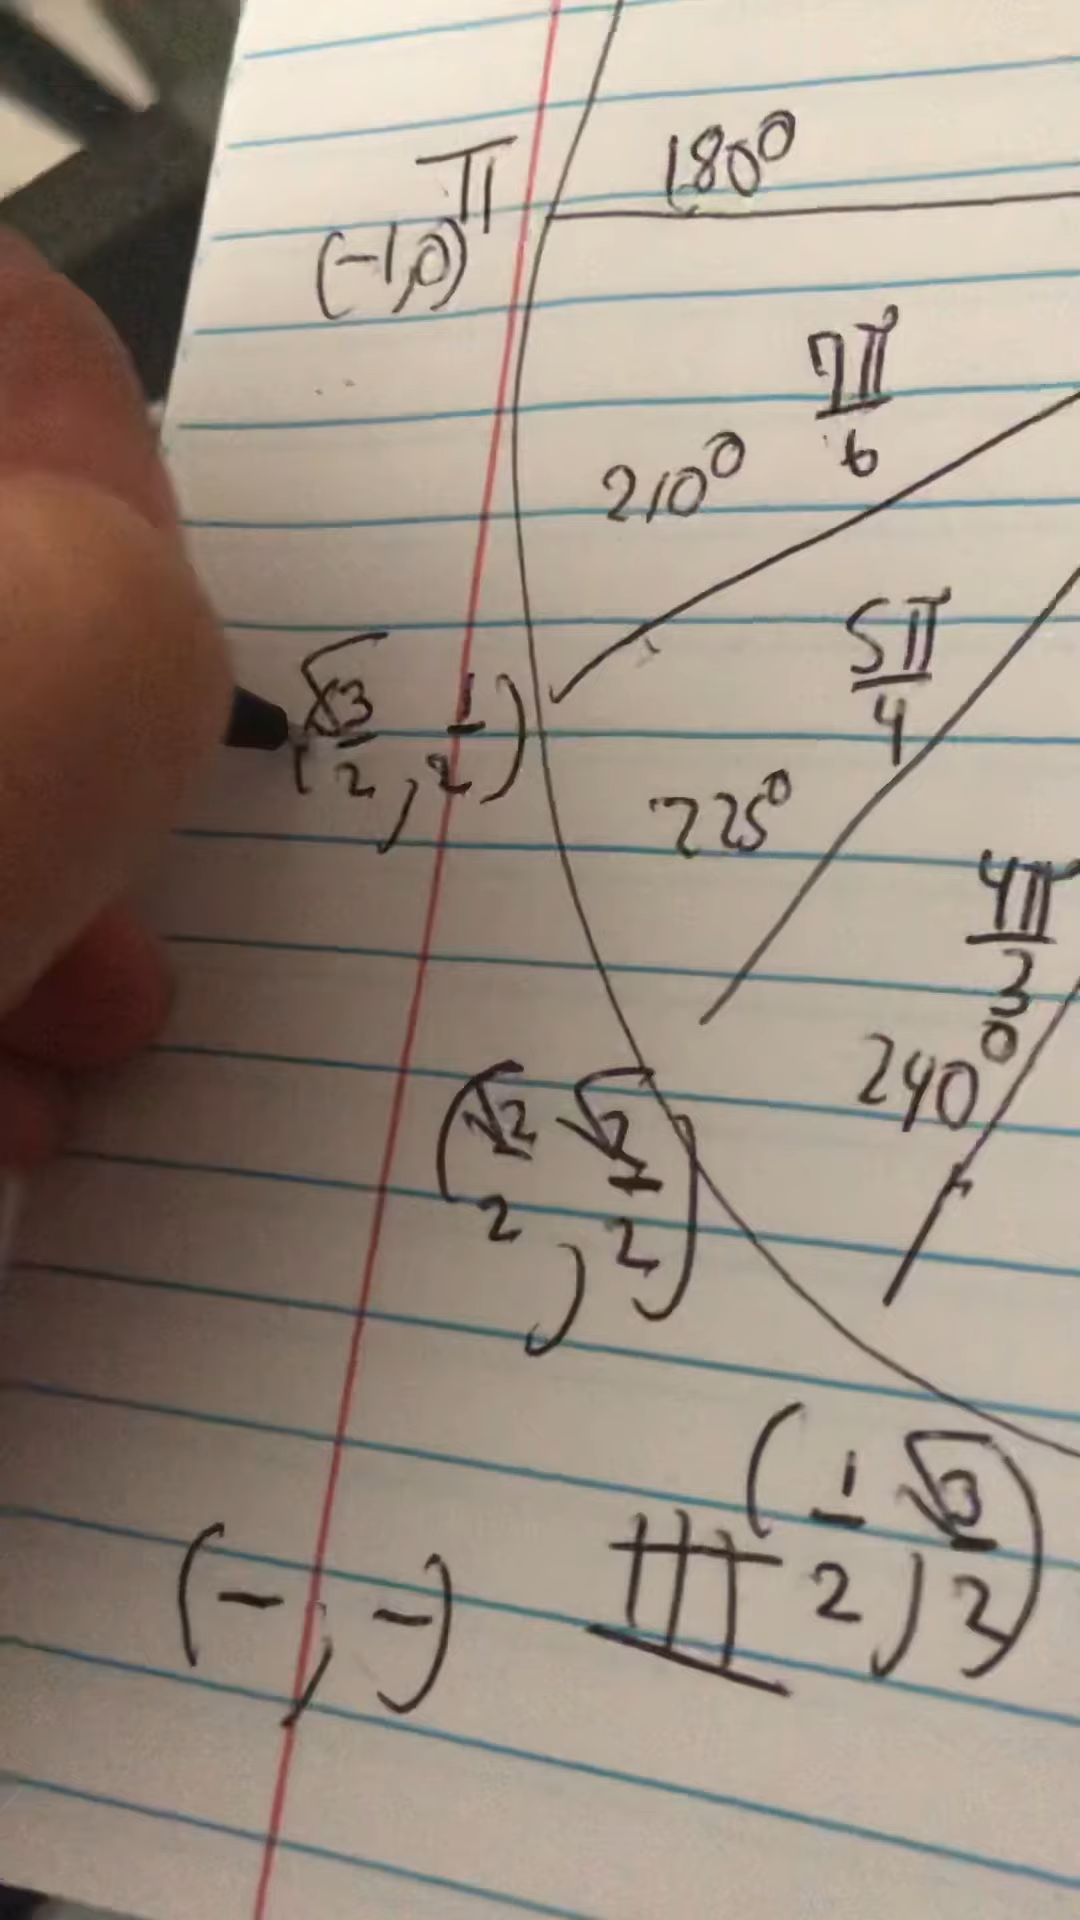 180°
π
(-1,0)
7π/6
210°
5π/4
(√3/2, 1/2)
225°
4π/3
240°
(√2/2, √2/2)
(1/2, √3/2)
III
(-, -)